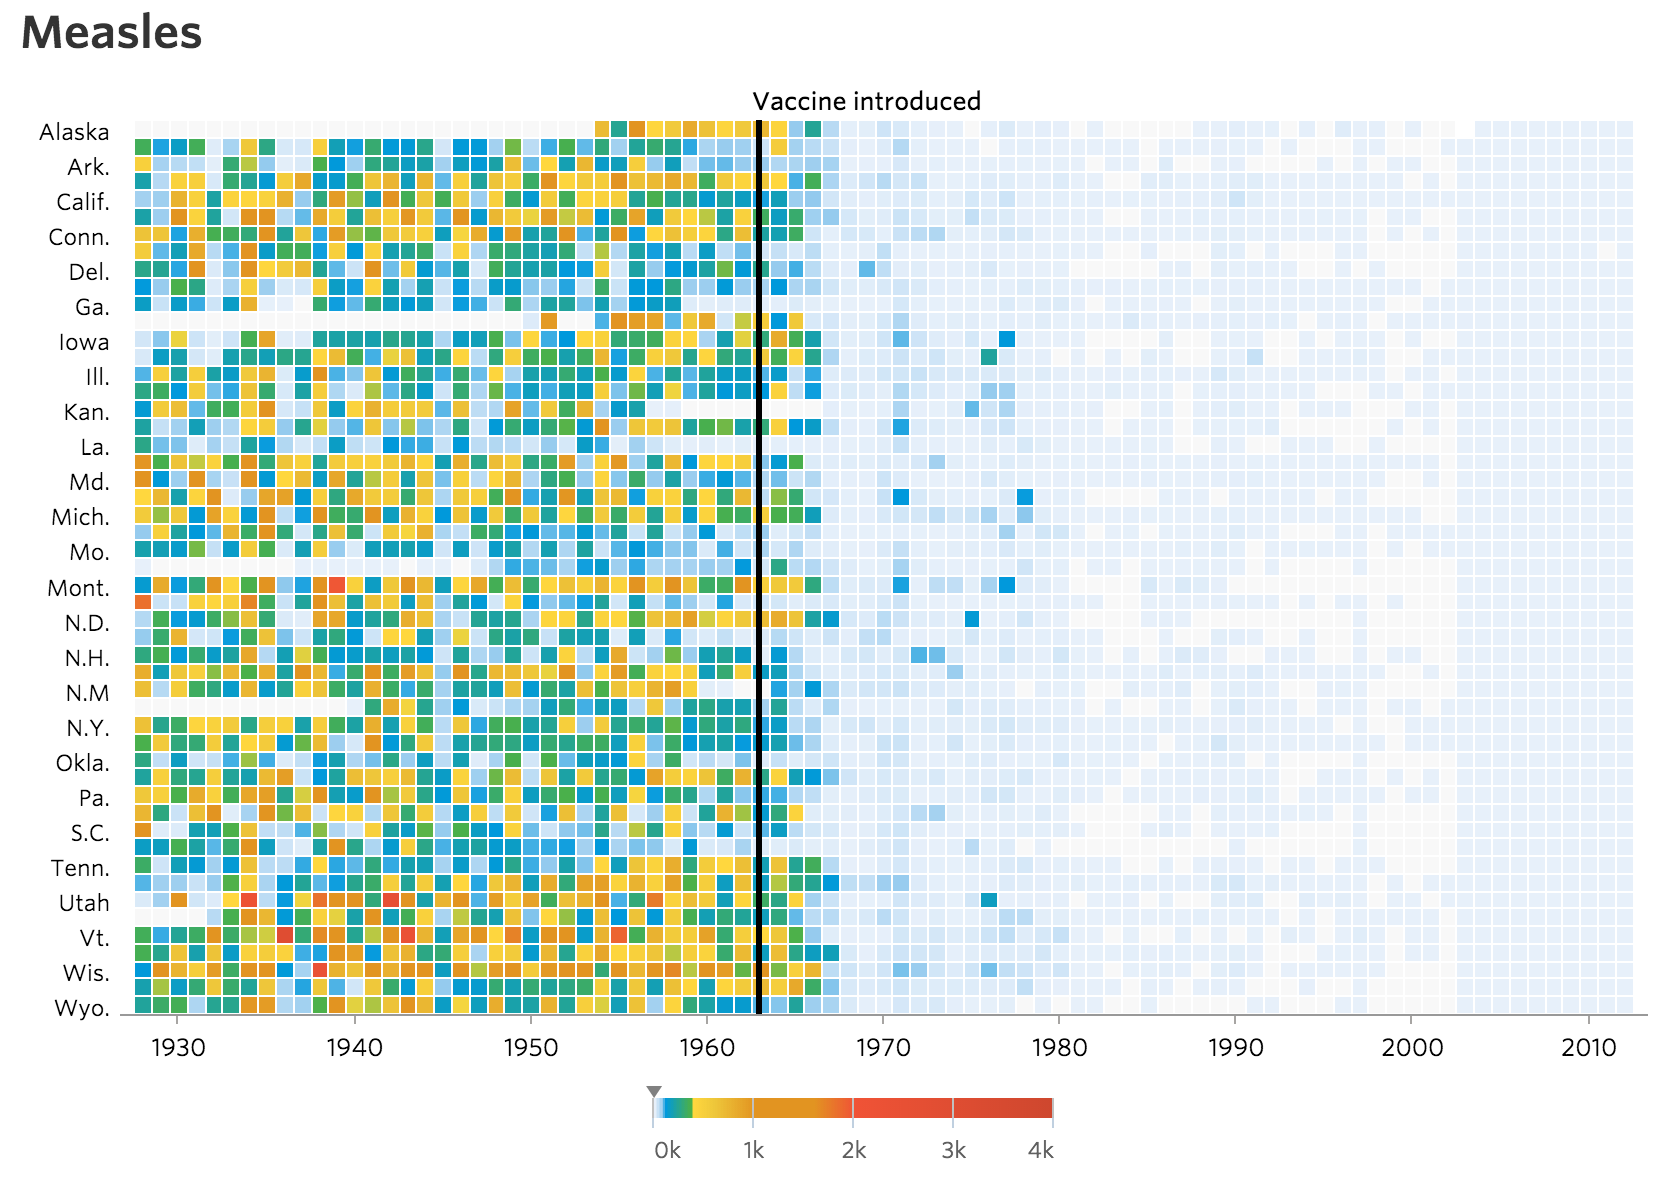 Measles
Vaccine introduced
Alaska
Ark.
Calif.
Conn.
Del.
Ga.
Iowa
Ill.
Kan.
La.
Md.
Mich.
Mo.
Mont.
N.D.
N.H.
N.M
N.Y.
Okla.
Pa.
S.C.
Tenn.
Utah
Vt.
Wis.
Wyo.
1930 1940 1950 1960 1970 1980 1990 2000 2010
0k 1k 2k 3k 4k